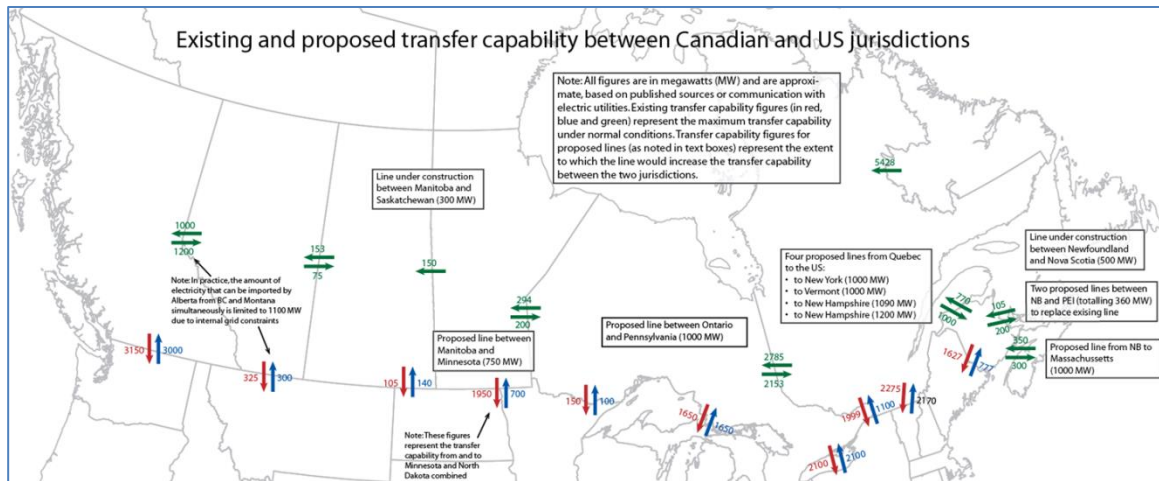 Existing and proposed transfer capability between Canadian and US jurisdictions
Note: All figures are in megawatts (MW) and are approxi-
mate, based on published sources or communication with
electric utilities. Existing transfer capability figures (in red,
blue and green) represent the maximum transfer capability
under normal conditions. Transfer capability figures for
proposed lines (as noted in text boxes) represent the extent
to which the line would increase the transfer capability
between the two jurisdictions.
5428
Line under construction
between Manitoba and
Saskatchewan (300 MW)
1000
1200
153
75
150
294
200
Note: In practice, the amount of
electricity that can be imported by
Alberta from BC and Montana
simultaneously is limited to 1100 MW
due to internal grid constraints
Four proposed lines from Quebec
to the US:
• to New York (1000 MW)
• to Vermont (1000 MW)
• to New Hampshire (1090 MW)
• to New Hampshire (1200 MW)
Line under construction
between Newfoundland
and Nova Scotia (500 MW)
Two proposed lines between
NB and PEI (totalling 360 MW)
to replace exising line
Proposed line from NB to
Massachussetts
(1000 MW)
770
1000
105
200
350
300
Proposed line between
Manitoba and
Minnesota (750 MW)
Proposed line between Ontario
and Pennsylvania (1000 MW)
2785
2153
3150
3000
325
300
105
140
1950
700
150
100
1650
1650
1999
1100
2275
2170
1627
777
2100
2100
Note: These figures
represent the transfer
capability from and to
Minnesota and North
Dakota combined